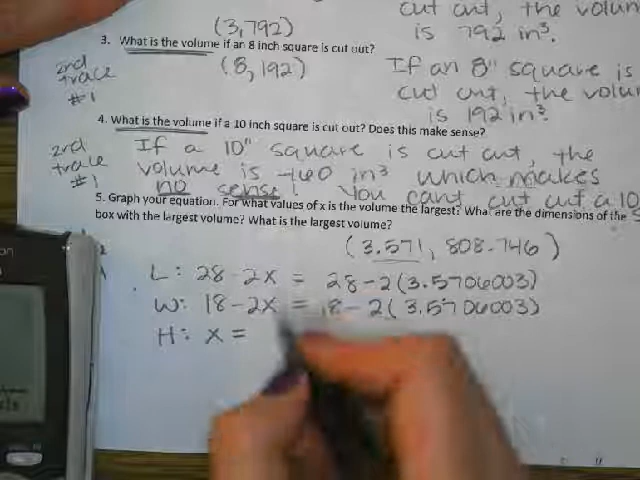 cut out, the volum
(3,792)
is 792 in³.
3. What is the volume if an 8 inch square is cut out?
2nd
trace
#1
(8,192)
If an 8" square is
cut out, the volu
is 192 in³.
4. What is the volume if a 10 inch square is cut out? Does this make sense?
2nd
trace
#1
If a 10" square is cut out, the
volume is -160 in³ which makes
no sense! You can't cut out a 10
5. Graph your equation. For what values of x is the volume the largest? What are the dimensions of the
box with the largest volume? What is the largest volume?
(3.571, 808.746)
L: 28-2x = 28-2(3.5706003)
W: 18-2x = 18-2(3.5706003)
H: x =